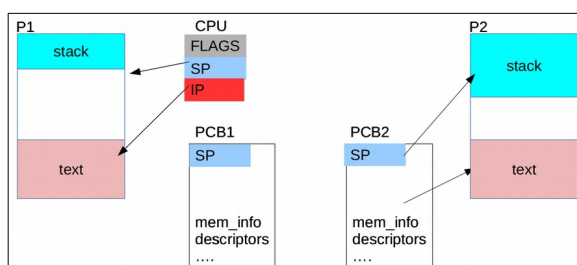 P1
CPU
P2
stack
FLAGS
SP
IP
stack
PCB1
PCB2
SP
SP
text
text
mem_info
descriptors
....
mem_info
descriptors
....